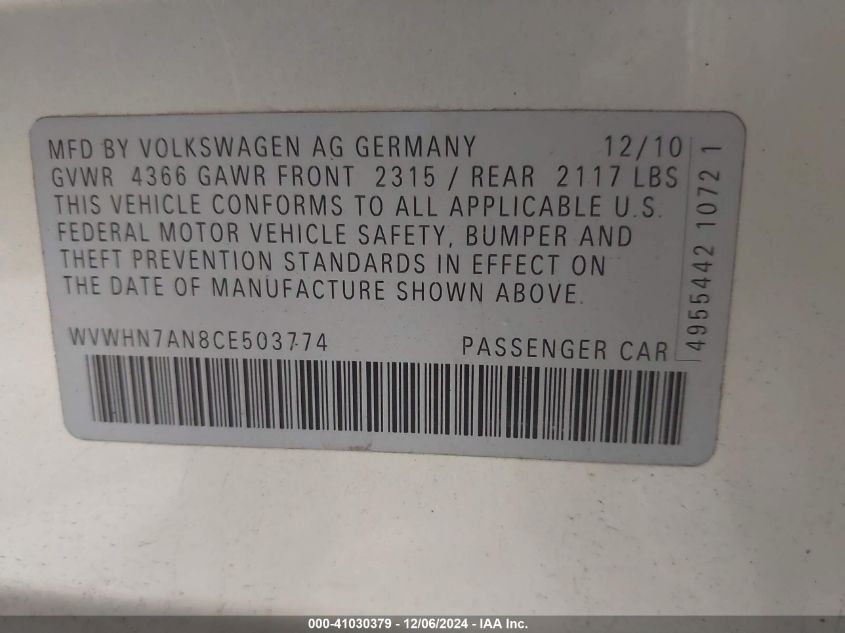 MFD BY VOLKSWAGEN AG GERMANY 12/10
GVWR 4366 GAWR FRONT 2315 / REAR 2117 LBS
THIS VEHICLE CONFORMS TO ALL APPLICABLE U.S.
FEDERAL MOTOR VEHICLE SAFETY, BUMPER AND
THEFT PREVENTION STANDARDS IN EFFECT ON
THE DATE OF MANUFACTURE SHOWN ABOVE.
WVWHN7AN8CE503774 PASSENGER CAR
4955442 1072 1
000-41030379 - 12/06/2024 - IAA Inc.